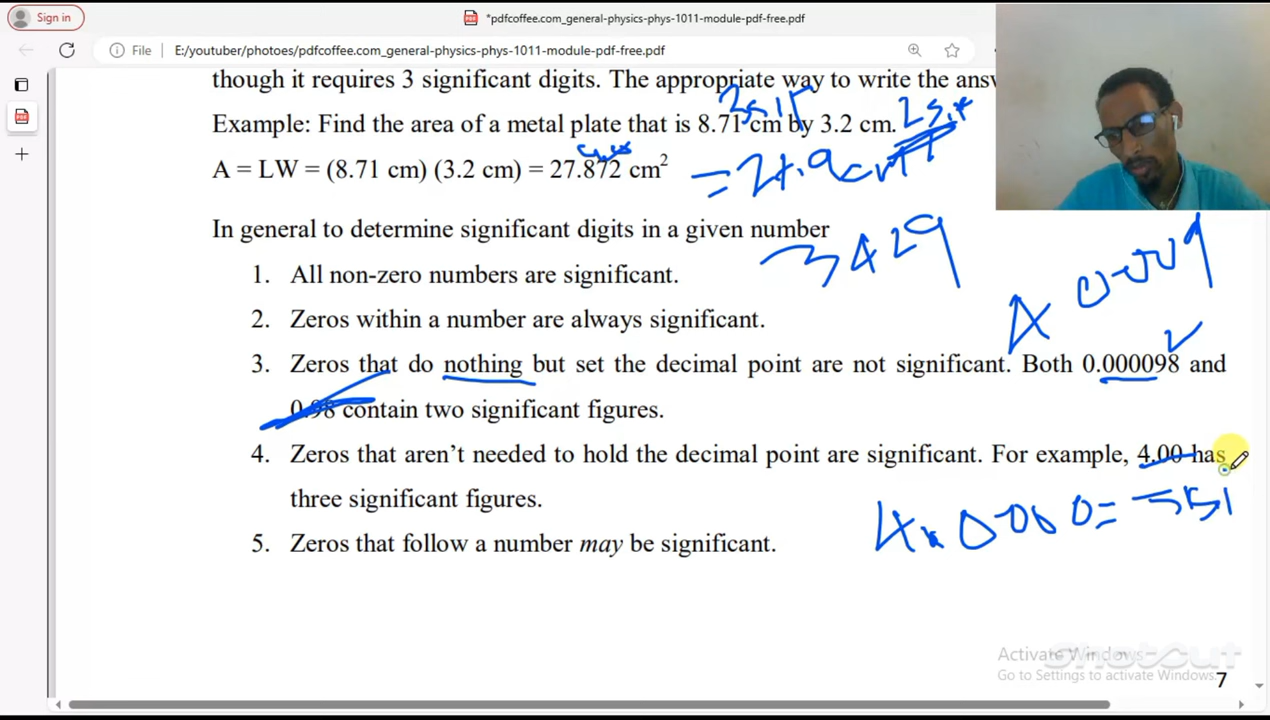 Sign in
*pdfcoffee.com_general-physics-phys-1011-module-pdf-free.pdf
File E:/youtuber/photoes/pdfcoffee.com_general-physics-phys-1011-module-pdf-free.pdf
though it requires 3 significant digits. The appropriate way to write the answ
Example: Find the area of a metal plate that is 8.71 cm by 3.2 cm.
A = LW = (8.71 cm) (3.2 cm) = 27.872 cm²
In general to determine significant digits in a given number
3429
1. All non-zero numbers are significant.
2. Zeros within a number are always significant.
3. Zeros that do nothing but set the decimal point are not significant. Both 0.000098 and
0.98 contain two significant figures.
4. Zeros that aren't needed to hold the decimal point are significant. For example, 4.00 has
three significant figures.
5. Zeros that follow a number may be significant.
Activate Windows
Go to Settings to activate Windows.
Shotcut
7